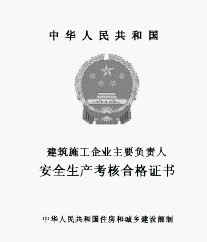 中华人民共和国
建筑施工企业主要负责人
安全生产考核合格证书
中华人民共和国住房和城乡建设部制